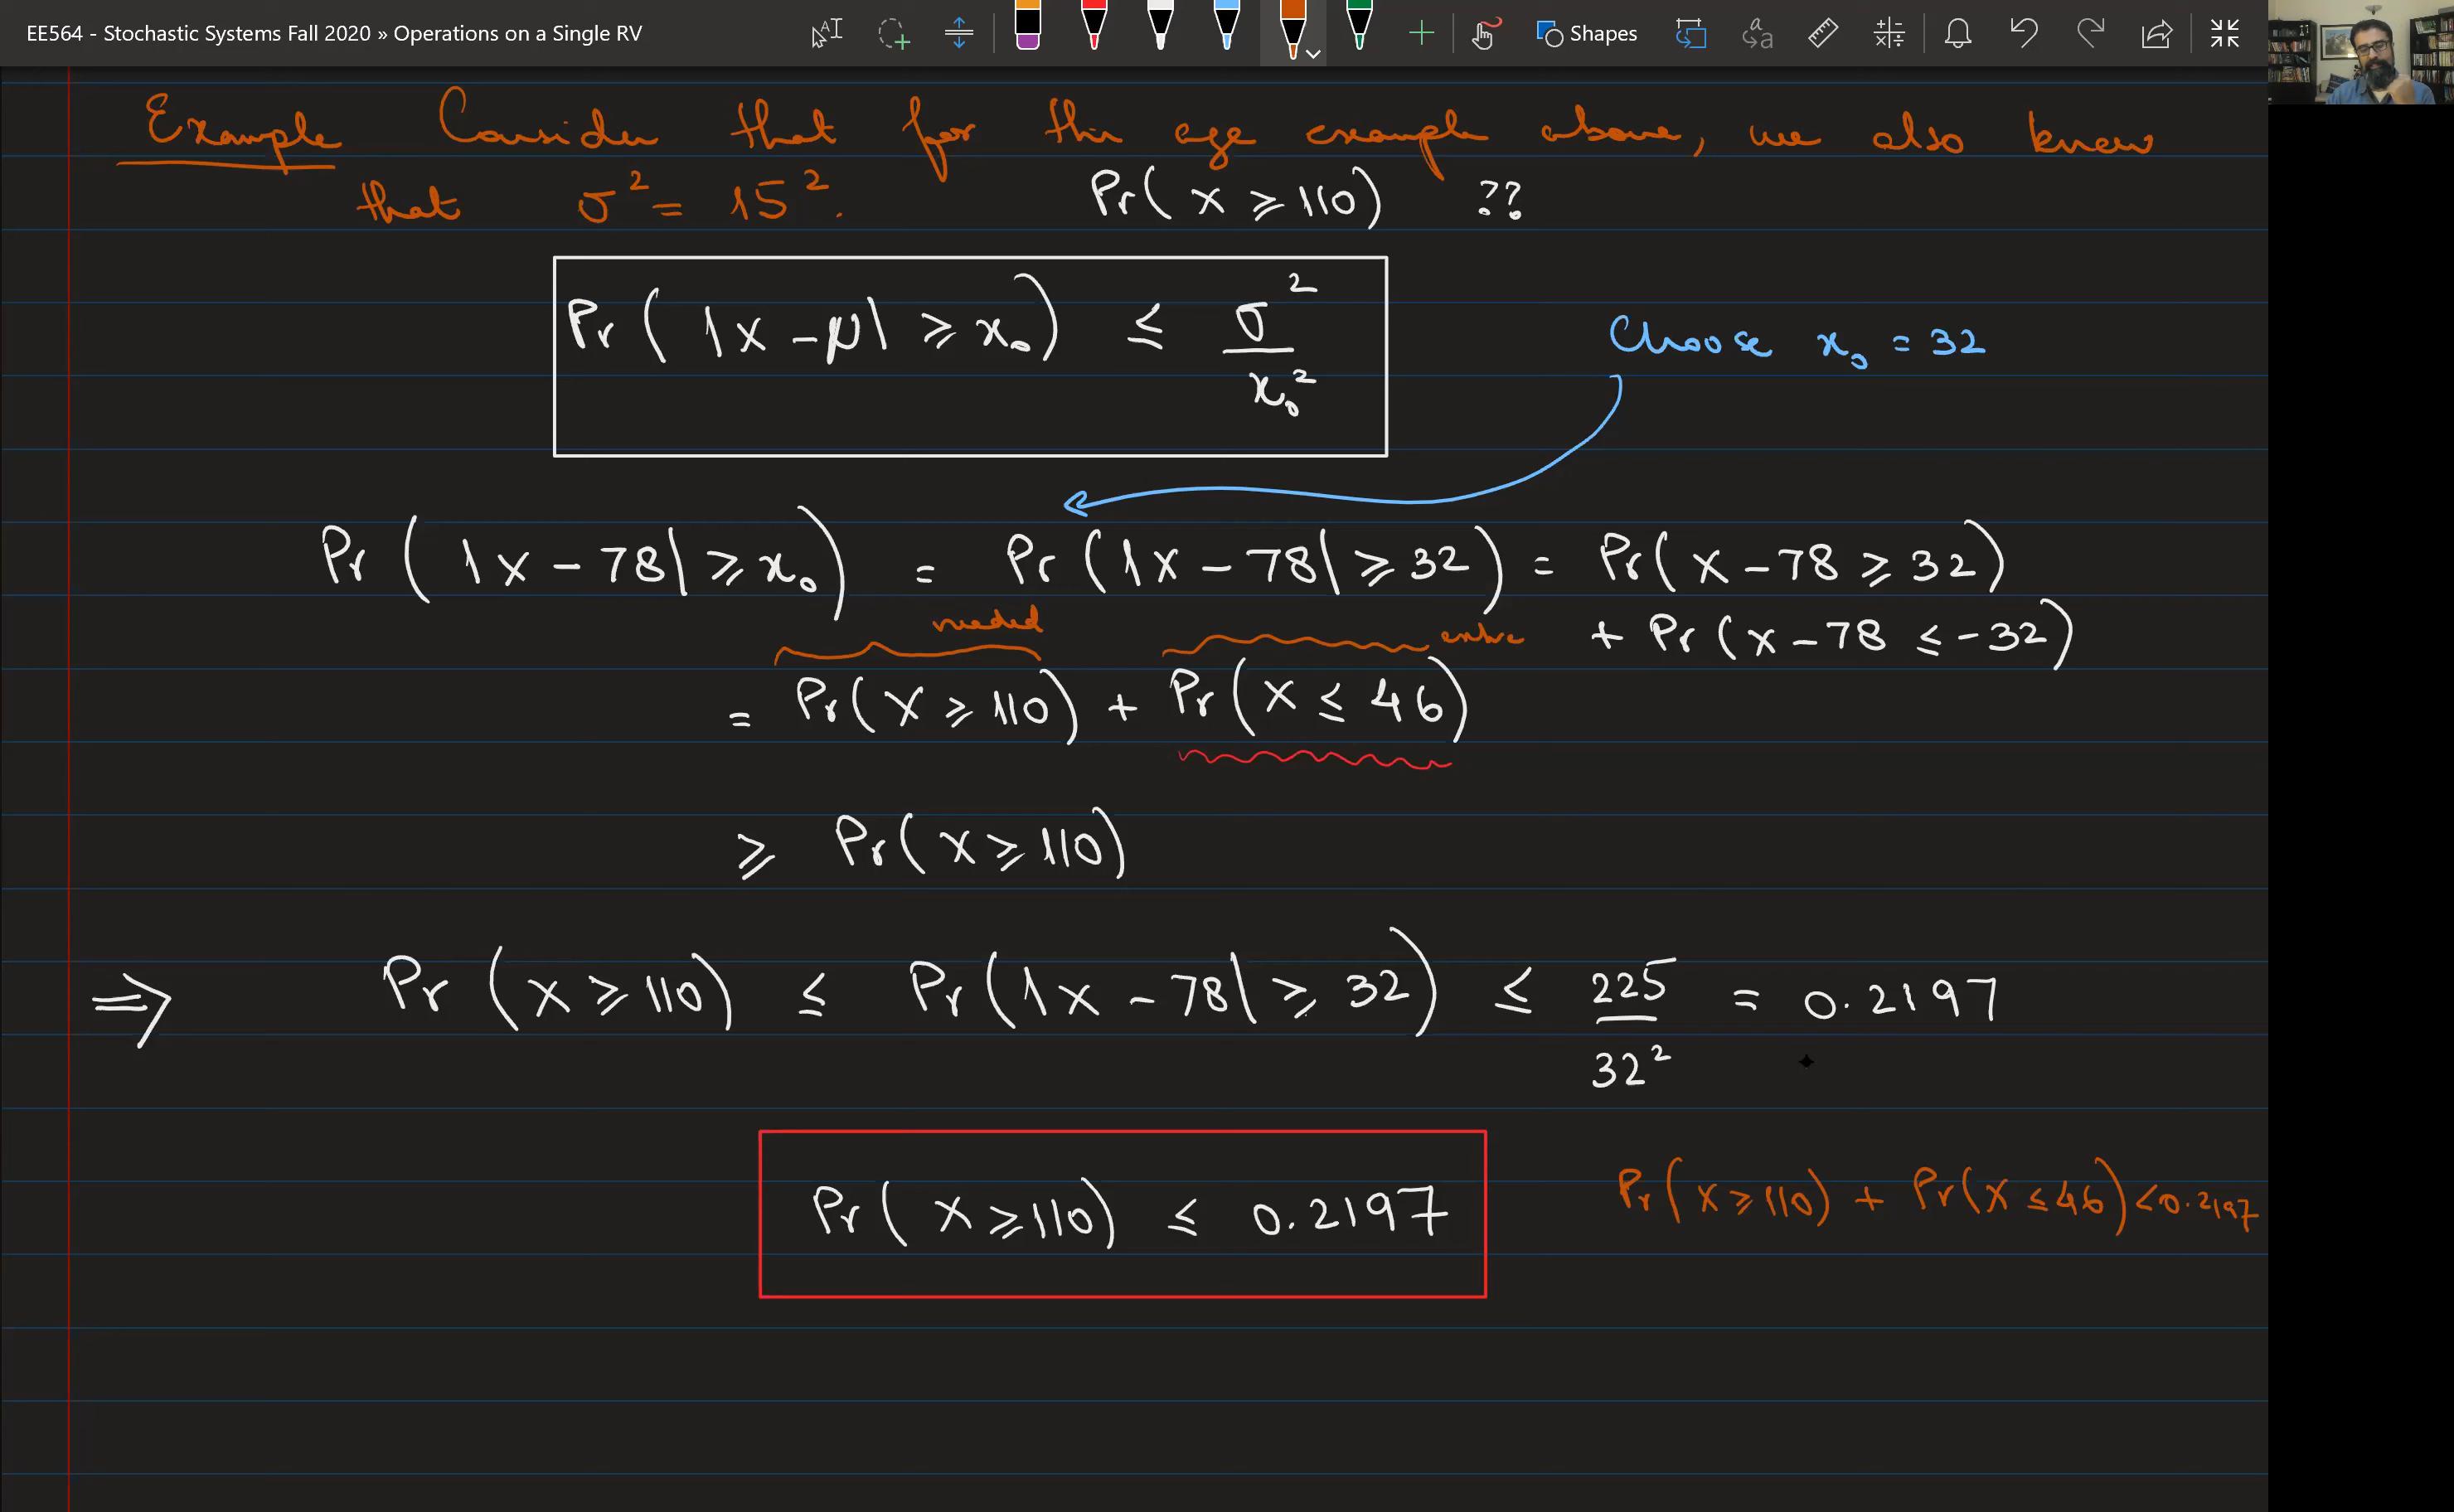 EE564 - Stochastic Systems Fall 2020 » Operations on a Single RV
Shapes
Example Consider that for this age example above, we also know
that σ² = 15². Pr(X ≥ 110) ??
Pr(|X - μ| ≥ x₀) ≤ σ²/x₀²
Choose x₀ = 32
Pr(|X - 78| ≥ x₀) = Pr(|X - 78| ≥ 32) = Pr(X - 78 ≥ 32)
+ Pr(X - 78 ≤ -32)
needed extra
= Pr(X ≥ 110) + Pr(X ≤ 46)
≥ Pr(X ≥ 110)
⇒ Pr(X ≥ 110) ≤ Pr(|X - 78| ≥ 32) ≤ 225/32² = 0.2197
Pr(X ≥ 110) ≤ 0.2197
Pr(X ≥ 110) + Pr(X ≤ 46) < 0.2197